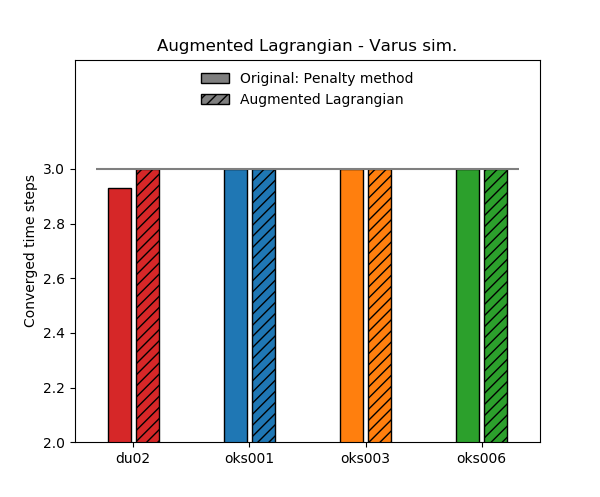 Augmented Lagrangian - Varus sim.
Original: Penalty method
Augmented Lagrangian
Converged time steps
3.0
2.8
2.6
2.4
2.2
2.0
du02 oks001 oks003 oks006